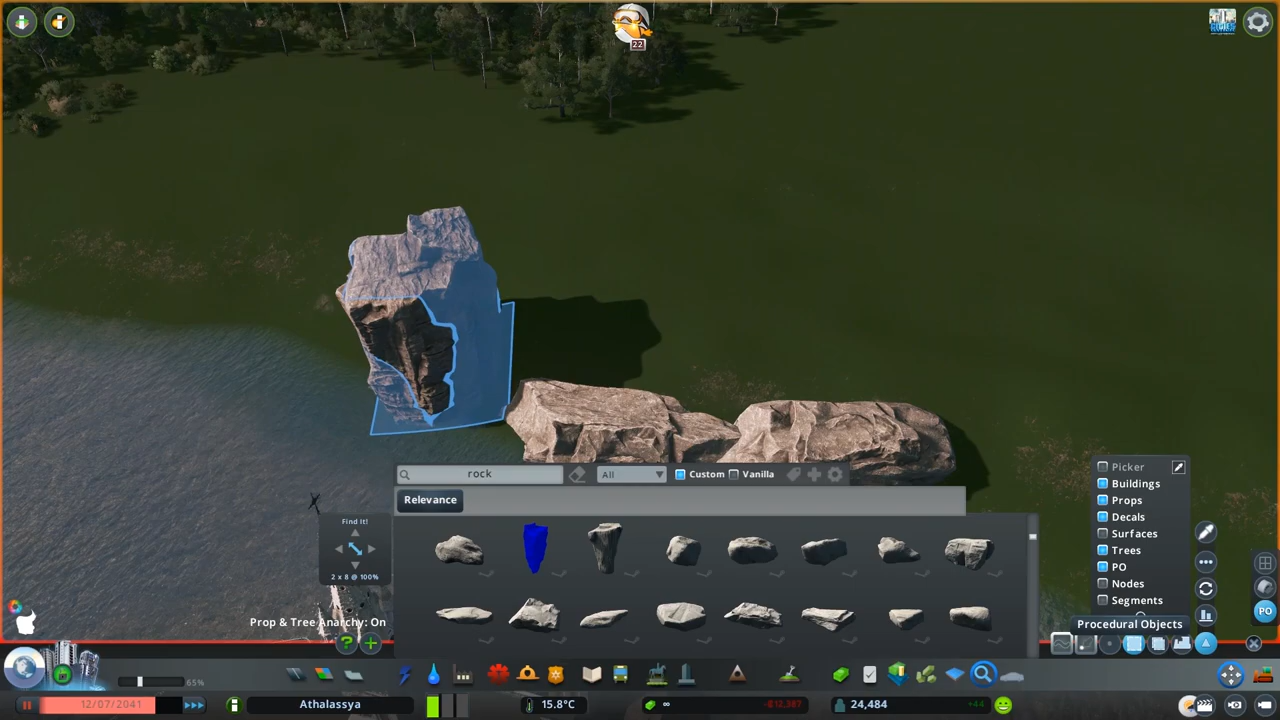 22
rock
All
Custom
Vanilla
Relevance
Find It!
2 x 8 @ 100%
Prop & Tree Anarchy: On
Picker
Buildings
Props
Decals
Surfaces
Trees
PO
Nodes
Segments
Procedural Objects
PO
65%
12/07/2041
Athalassya
15.8°C
∞
24,484
+44